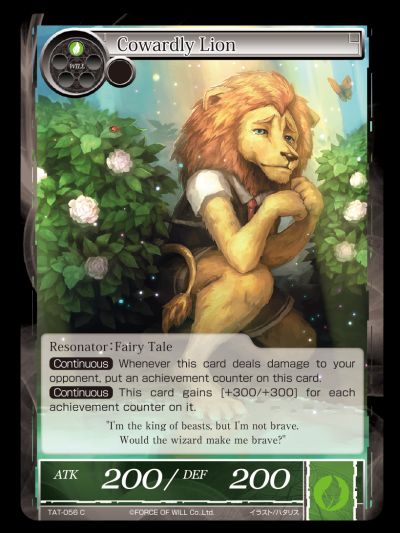 Cowardly Lion
WILL
Resonator:Fairy Tale
Continuous Whenever this card deals damage to your
opponent, put an achievement counter on this card.
Continuous This card gains [+300/+300] for each
achievement counter on it.
"I'm the king of beasts, but I'm not brave.
Would the wizard make me brave?"
ATK 200/ DEF 200
TAT-056 C ©FORCE OF WILL Co.,Ltd. イラスト/ハタリス